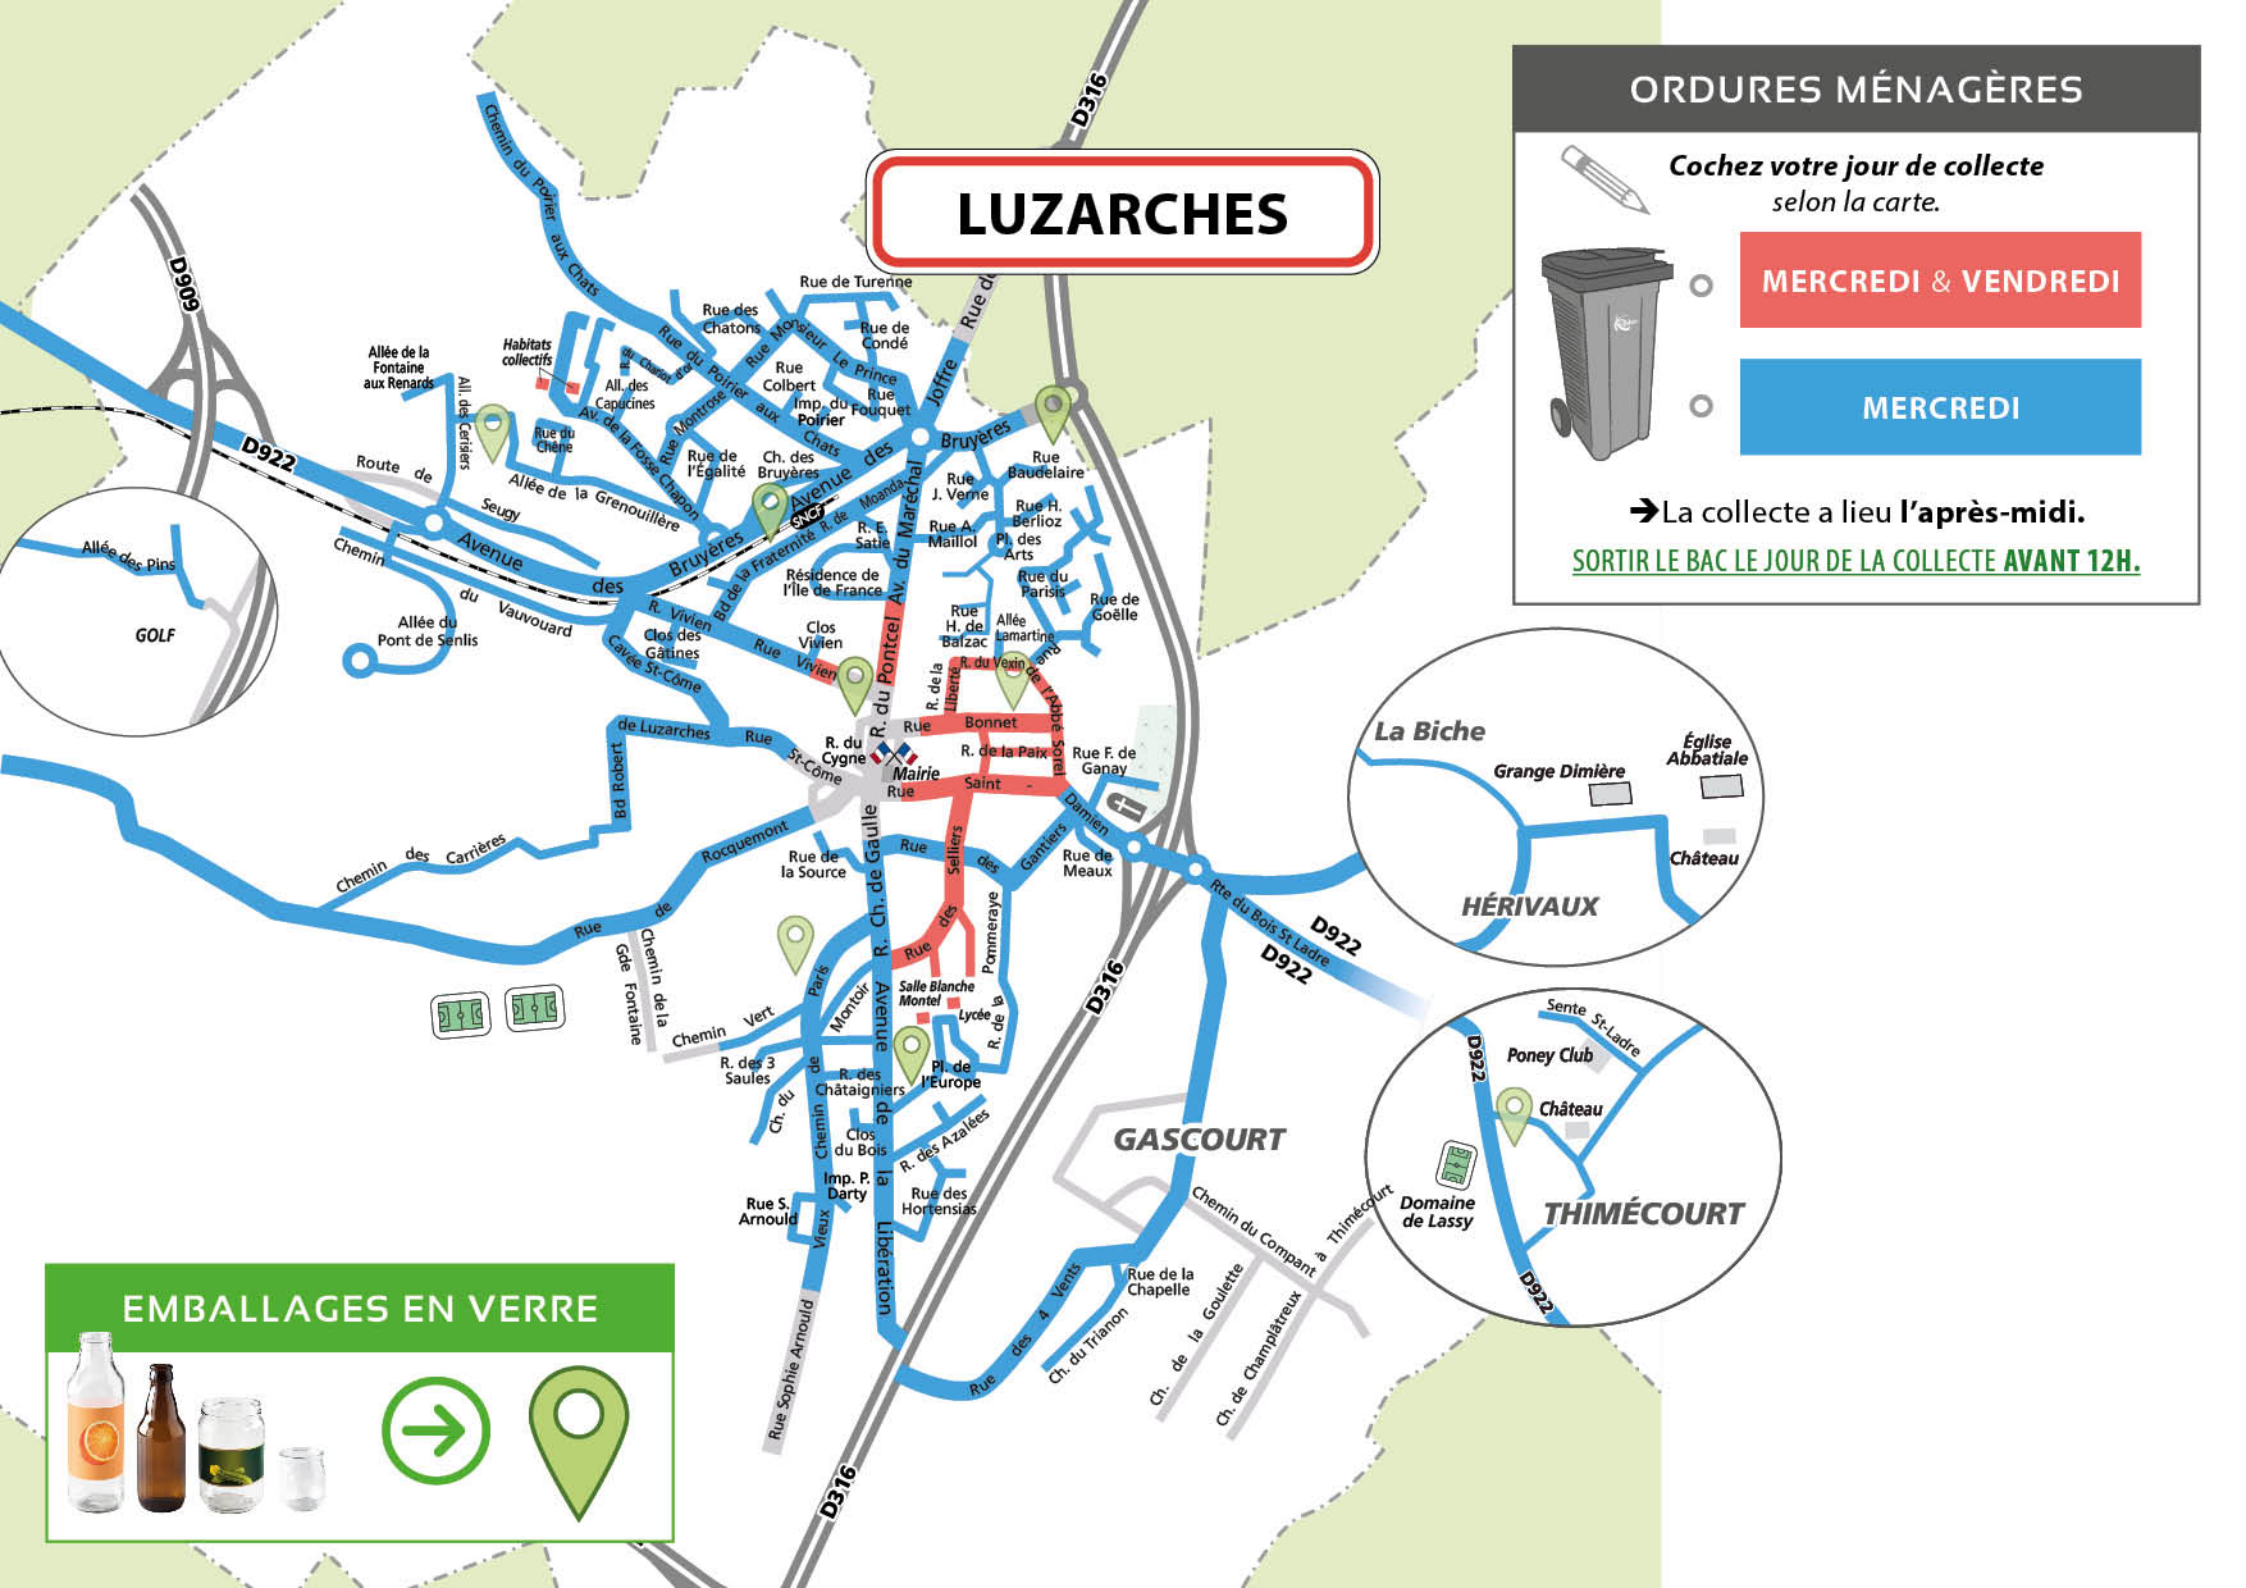 LUZARCHES
ORDURES MÉNAGÈRES
Cochez votre jour de collecte
selon la carte.
MERCREDI & VENDREDI
MERCREDI
➔La collecte a lieu l'après-midi.
SORTIR LE BAC LE JOUR DE LA COLLECTE AVANT 12H.
D316
D909
D922
Chemin du Poirier aux Chats
Rue du Poirier aux Chats
Rue de Turenne
Rue des
Chatons
Rue Monsieur Le Prince
Rue de
Condé
Rue de
Joffre
Habitats
collectifs
Allée de la
Fontaine
aux Renards
All. des Cerisiers
R. du Chariot d'or
All. des
Capucines
Rue
Colbert
Imp. du
Poirier
Rue
Fouquet
Rue Montrose
Av. de la Fosse Chapon
Rue du
Chêne
Rue de
l'Égalité
Ch. des
Bruyères
Avenue des
Bruyères
Route de
Seugy
Allée de la Grenouillère
SNCF
Avenue
des
Bruyères
Bd de la Fraternité
R. de Moanda
R. E.
Satie
Av. du Maréchal
Rue
J. Verne
Rue
Baudelaire
Rue A.
Maillol
Rue H.
Berlioz
Pl. des
Arts
Rue du
Parisis
Rue de
Goëlle
Résidence de
l'Île de France
Rue
H. de
Balzac
Allée
Lamartine
Chemin
du
Vauvouard
Allée du
Pont de Senlis
Allée des Pins
GOLF
R. Vivien
Clos des
Gâtines
Clos
Vivien
Rue Vivien
Cavée St-Côme
R. du Pontcel
R. de la
Liberté
R. du Vexin
Rue de l'Abbé Sorel
Rue
Bonnet
R. de la Paix
Rue F. de
Ganay
Bd Robert
de Luzarches
Rue
St-Côme
R. du
Cygne
Mairie
Rue
Saint
-
Damien
Rue de Rocquemont
Chemin des Carrières
Rue de
la Source
R. Ch. de Gaulle
Rue
des
Gantiers
Rue des Selliers
Rue de
Meaux
Rte du Bois St Ladre
D922
D922
Chemin de la
Gde Fontaine
Chemin Vert
Paris
Montoir
Salle Blanche
Montel
Lycée
R. de la
Pommeraye
R. des 3
Saules
Ch. du
R. des
Châtaigniers
Pl. de
l'Europe
Clos
du Bois
R. des Azalées
Imp. P.
Darty
Rue S.
Arnould
Rue des
Hortensias
Vieux
Chemin
de
Avenue
de
la
Libération
Rue Sophie Arnould
D316
D316
GASCOURT
Chemin du Compant
à Thimécourt
Rue de la
Chapelle
Rue des 4 Vents
Ch. du Trianon
Ch. de la Goulette
Ch. de Champlâtreux
La Biche
Grange Dimière
Église
Abbatiale
Château
HÉRIVAUX
Sente St-Ladre
D922
Poney Club
Château
Domaine
de Lassy
THIMÉCOURT
D922
EMBALLAGES EN VERRE